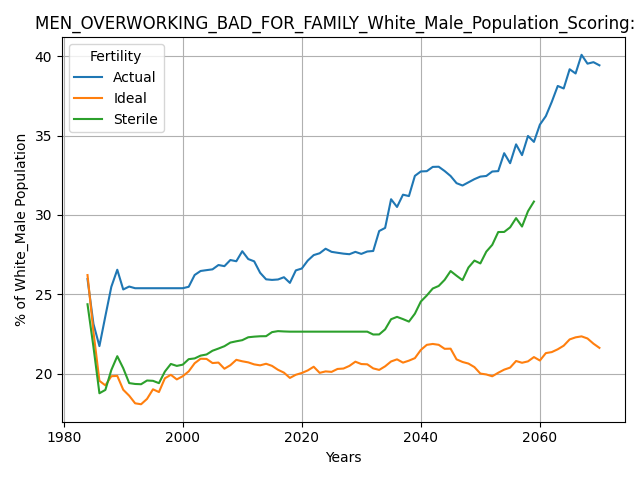 MEN_OVERWORKING_BAD_FOR_FAMILY_White_Male_Population_Scoring:
Fertility
Actual
Ideal
Sterile
% of White_Male Population
40
35
30
25
20
1980 2000 2020 2040 2060
Years